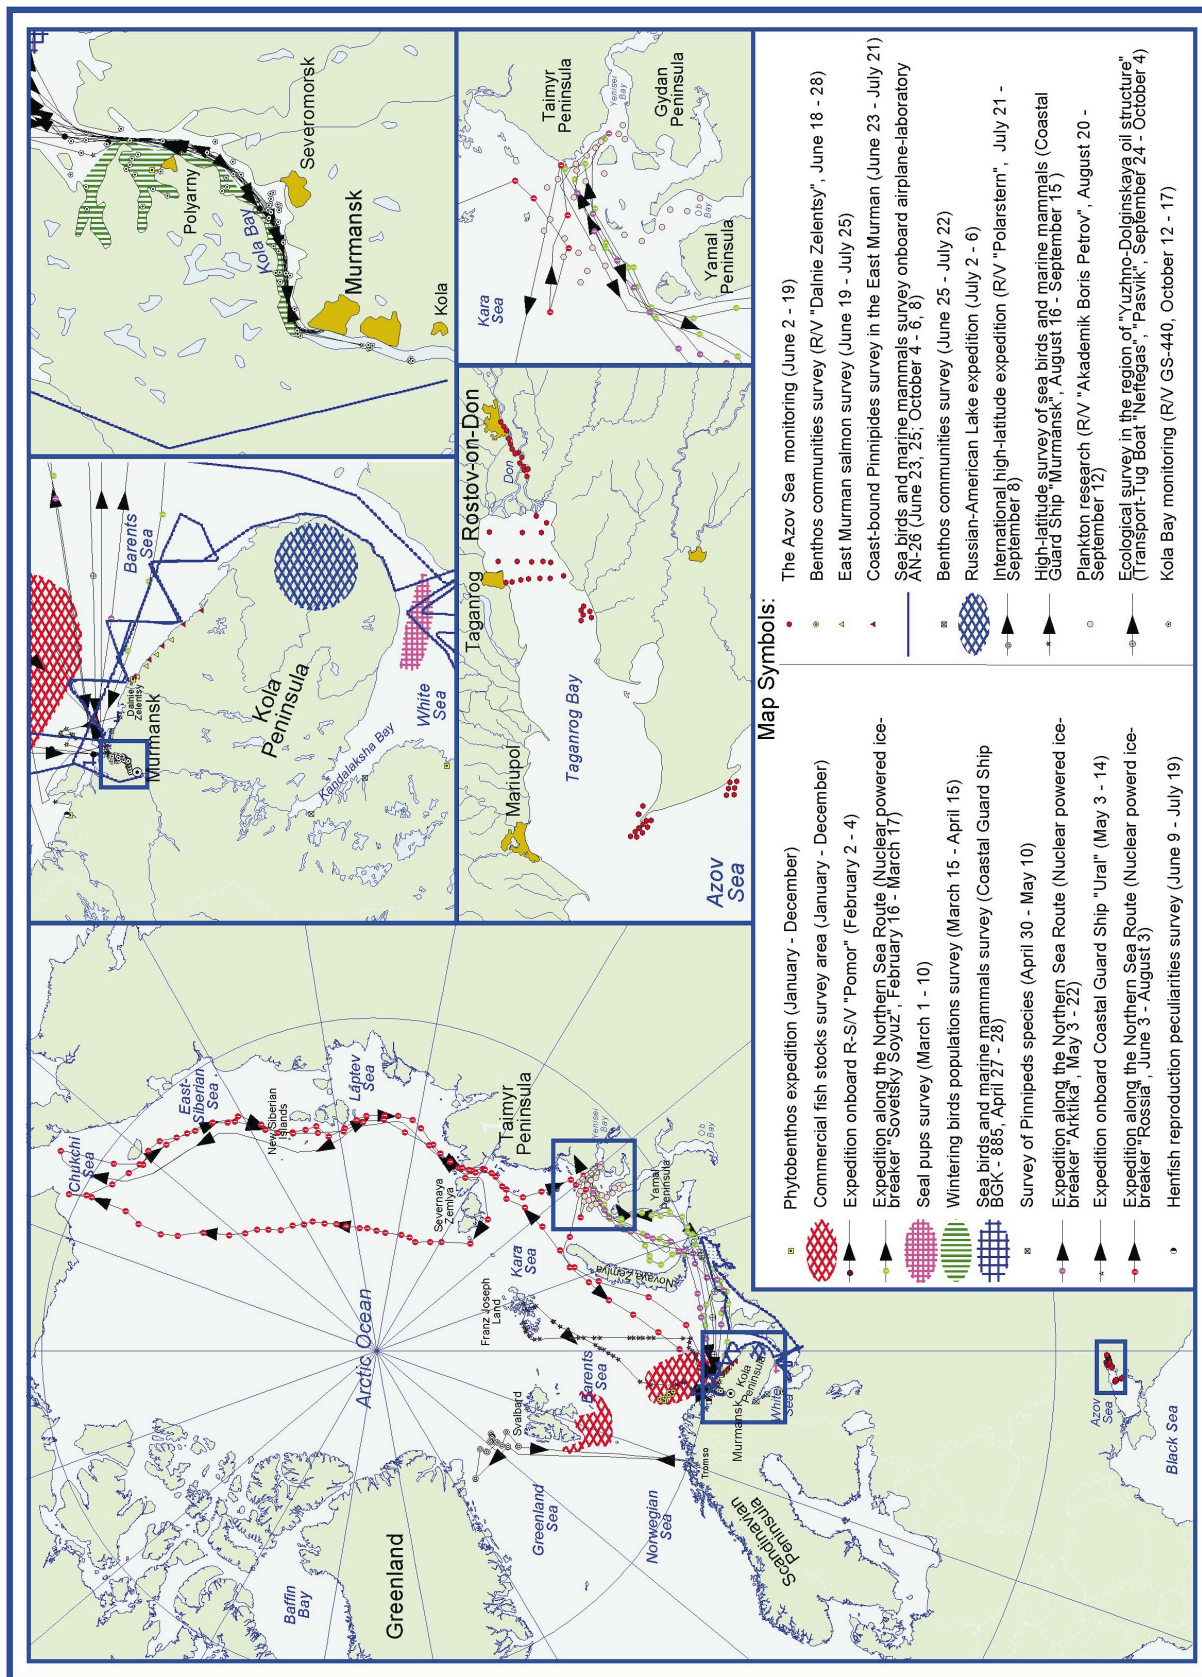 Arctic Ocean
Chukchi
Sea
East-
Siberian
Sea
New Siberian
Islands
Laptev
Sea
Taimyr
Peninsula
Severnaya
Zemlya
Kara
Sea
Franz Joseph
Land
Novaya Zemlya
Yamal
Peninsula
Yenisei
Bay
Ob
Bay
Barents
Sea
Svalbard
Greenland
Sea
Norwegian
Sea
Tromso
Murmansk
Kola
Peninsula
White
Sea
Scandinavian
Peninsula
Greenland
Baffin
Bay
Azov
Sea
Black Sea
Barents
Sea
Dalnie
Zelentsy
Murmansk
Kola
Peninsula
Kandalaksha Bay
White
Sea
Polyarny
Kola Bay
Severomorsk
Murmansk
Kola
Mariupol
Taganrog
Rostov-on-Don
Don
Taganrog Bay
Azov
Sea
Kara
Sea
Taimyr
Peninsula
Yenisei
Bay
Gydan
Peninsula
Ob
Bay
Yamal
Peninsula
Map Symbols:
Phytobenthos expedition (January - December)
Commercial fish stocks survey area (January - December)
Expedition onboard R-S/V "Pomor" (February 2 - 4)
Expedition along the Northern Sea Route (Nuclear powered ice-
breaker "Sovetsky Soyuz", February 16 - March 17)
Seal pups survey (March 1 - 10)
Wintering birds populations survey (March 15 - April 15)
Sea birds and marine mammals survey (Coastal Guard Ship
BGK - 885, April 27 - 28)
Survey of Pinnipeds species (April 30 - May 10)
Expedition along the Northern Sea Route (Nuclear powered ice-
breaker "Arktika", May 3 - 22)
Expedition onboard Coastal Guard Ship "Ural" (May 3 - 14)
Expedition along the Northern Sea Route (Nuclear powerd ice-
breaker "Rossia", June 3 - August 3)
Henfish reproduction peculiarities survey (June 9 - July 19)
The Azov Sea monitoring (June 2 - 19)
Benthos communities survey (R/V "Dalnie Zelentsy", June 18 - 28)
East Murman salmon survey (June 19 - July 25)
Coast-bound Pinnipides survey in the East Murman (June 23 - July 21)
Sea birds and marine mammals survey onboard airplane-laboratory
AN-26 (June 23, 25; October 4 - 6, 8)
Benthos communities survey (June 25 - July 22)
Russian-American Lake expedition (July 2 - 6)
International high-latitude expedition (R/V "Polarstern", July 21 -
September 8)
High-latitude survey of sea birds and marine mammals (Coastal
Guard Ship "Murmansk", August 16 - September 15 )
Plankton research (R/V "Akademik Boris Petrov", August 20 -
September 12)
Ecological survey in the region of "Yuzhno-Dolginskaya oil structure"
(Transport-Tug Boat "Neftegas", "Pasvik", September 24 - October 4)
Kola Bay monitoring (R/V GS-440, October 12 - 17)